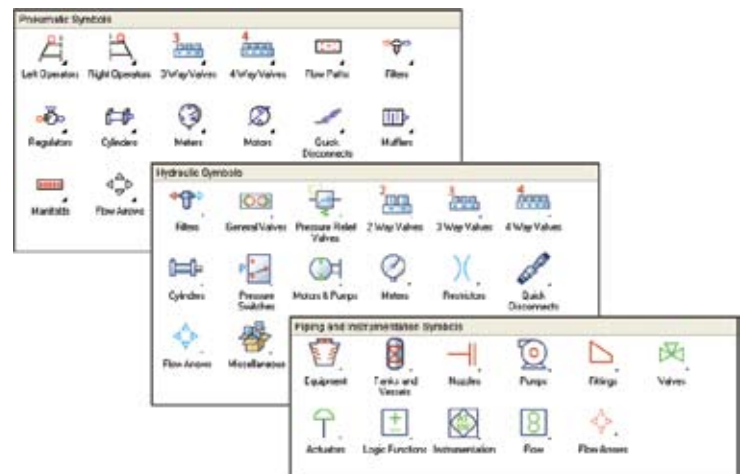 Pneumatic Symbols
3 4
Left Operators Right Operators 3 Way Valves 4 Way Valves Flow Paths Filters
Regulators Cylinders Meters Motors Quick Disconnects Mufflers
Manifolds Flow Arrows
Hydraulic Symbols
2 3 4
Filters General Valves Pressure Relief Valves 2 Way Valves 3 Way Valves 4 Way Valves
P
Cylinders Pressure Switches Motors & Pumps Meters Restrictors Quick Disconnects
Flow Arrows Miscellaneous
Piping and Instrumentation Symbols
Equipment Tanks and Vessels Nozzles Pumps Fittings Valves
8
Actuators Logic Functions Instrumentation Flow Flow Arrows